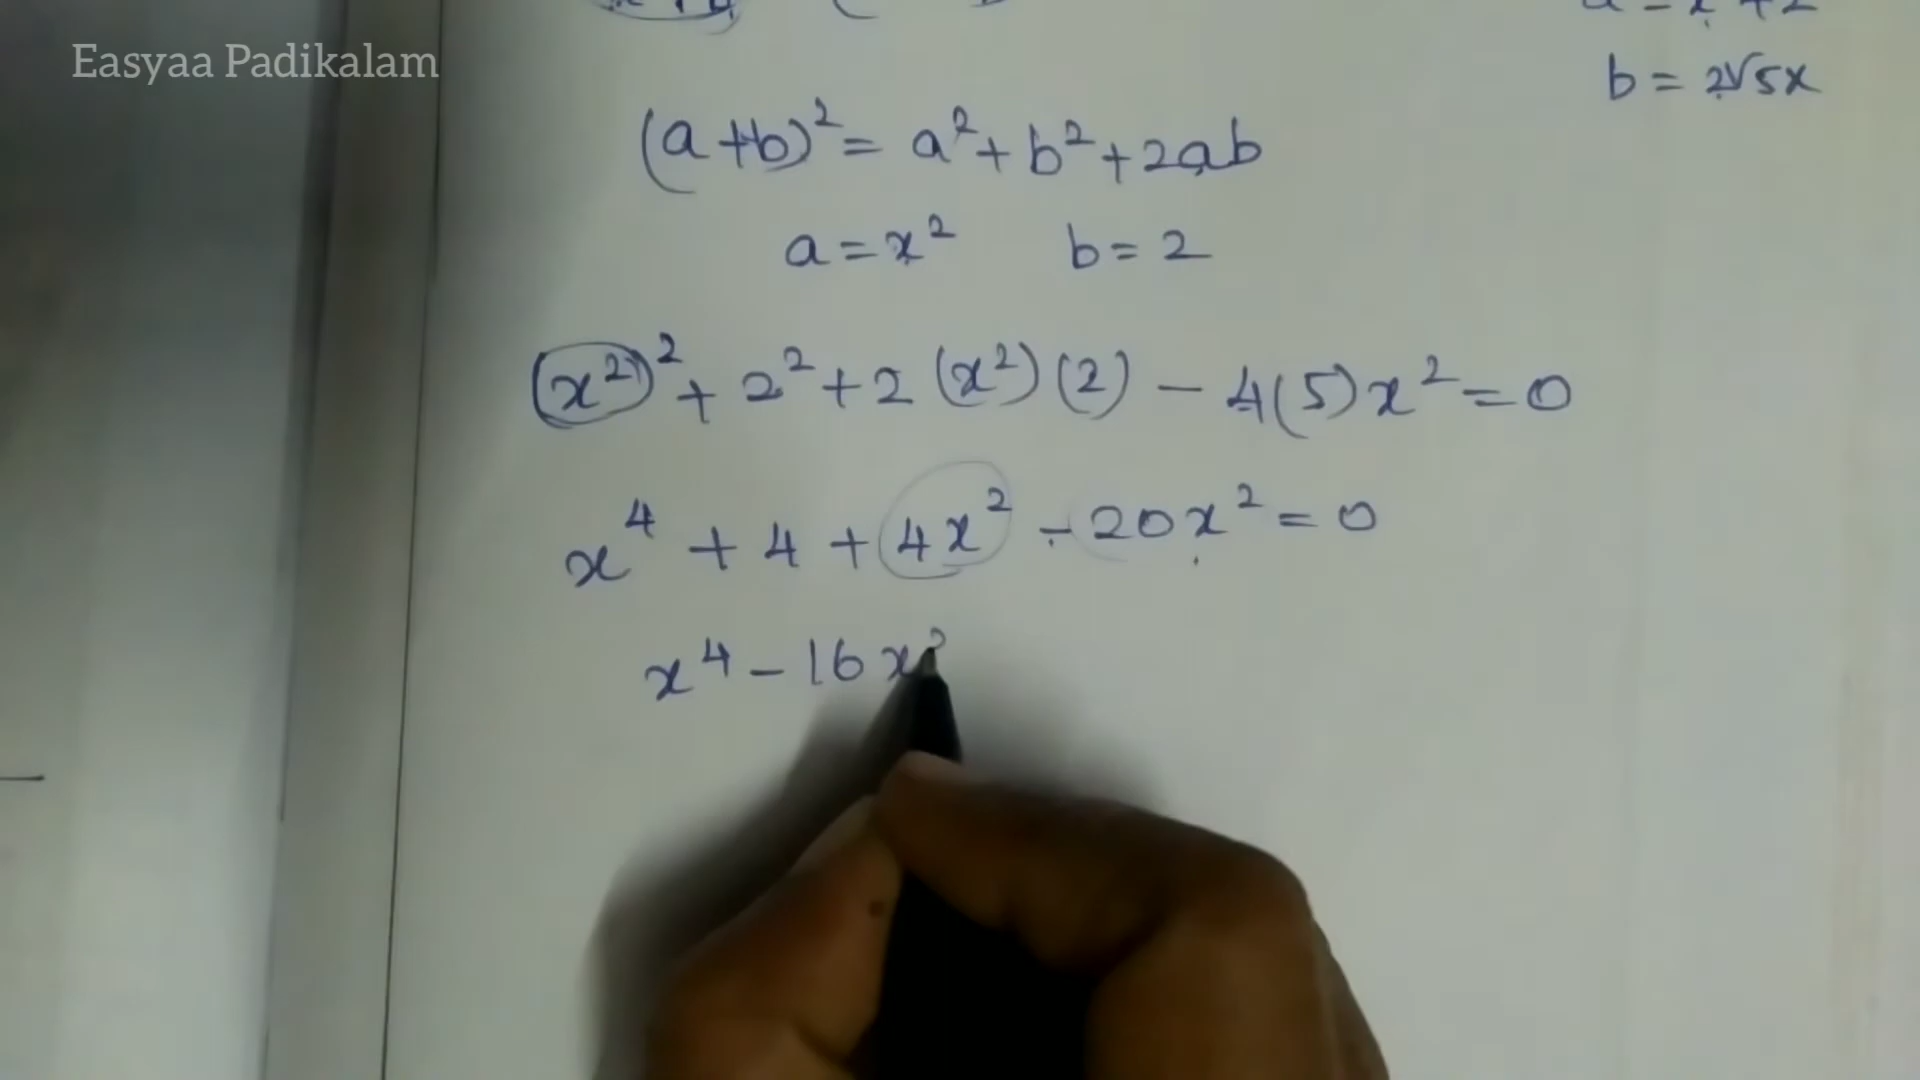 Easyaa Padikalam
b = 2√5x
(a+b)² = a² + b² + 2ab
a = x² b = 2
(x²)² + 2² + 2 (x²) (2) - 4(5)x² = 0
x⁴ + 4 + 4x² - 20x² = 0
x⁴ - 16x²